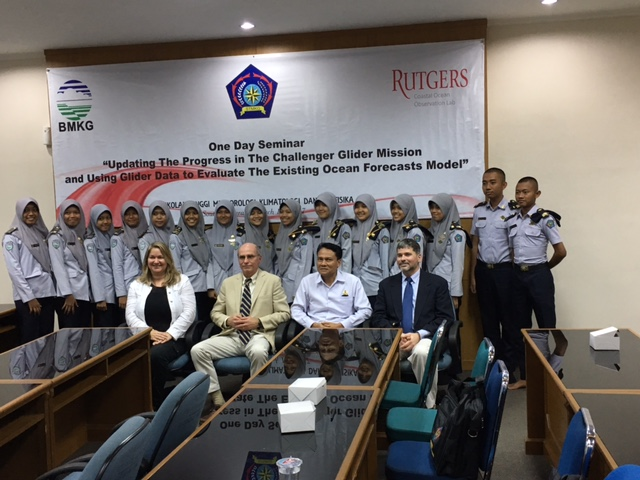 BMKG
RUTGERS
Coastal Ocean
Observation Lab
One Day Seminar
"Updating The Progress in The Challenger Glider Mission
and Using Glider Data to Evaluate The Existing Ocean Forecasts Model"